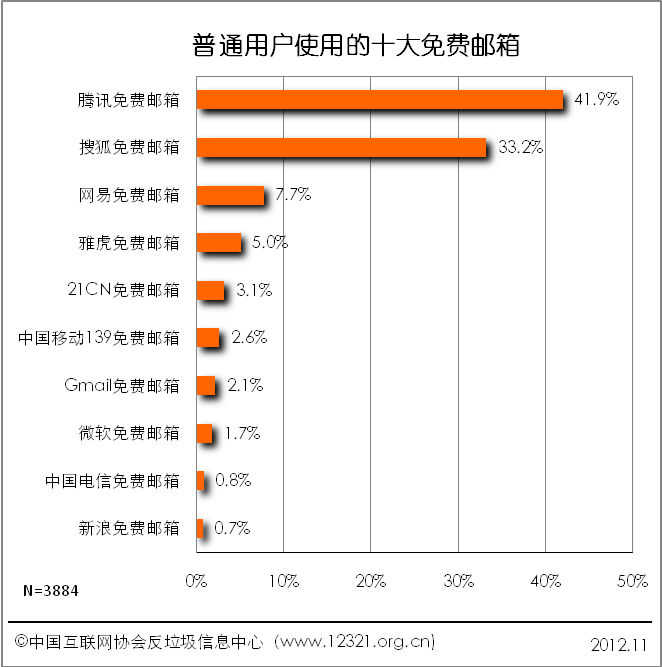 普通用户使用的十大免费邮箱
腾讯免费邮箱 41.9%
搜狐免费邮箱 33.2%
网易免费邮箱 7.7%
雅虎免费邮箱 5.0%
21CN免费邮箱 3.1%
中国移动139免费邮箱 2.6%
Gmail免费邮箱 2.1%
微软免费邮箱 1.7%
中国电信免费邮箱 0.8%
新浪免费邮箱 0.7%
0% 10% 20% 30% 40% 50%
N=3884
©中国互联网协会反垃圾信息中心（www.12321.org.cn) 2012.11